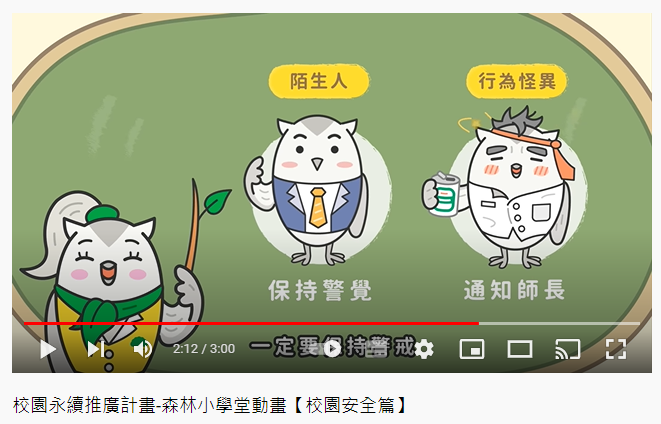 陌生人
行為怪異
保持警覺
通知師長
一定要保持警戒
2:12 / 3:00
校園永續推廣計畫-森林小學堂動畫【校園安全篇】